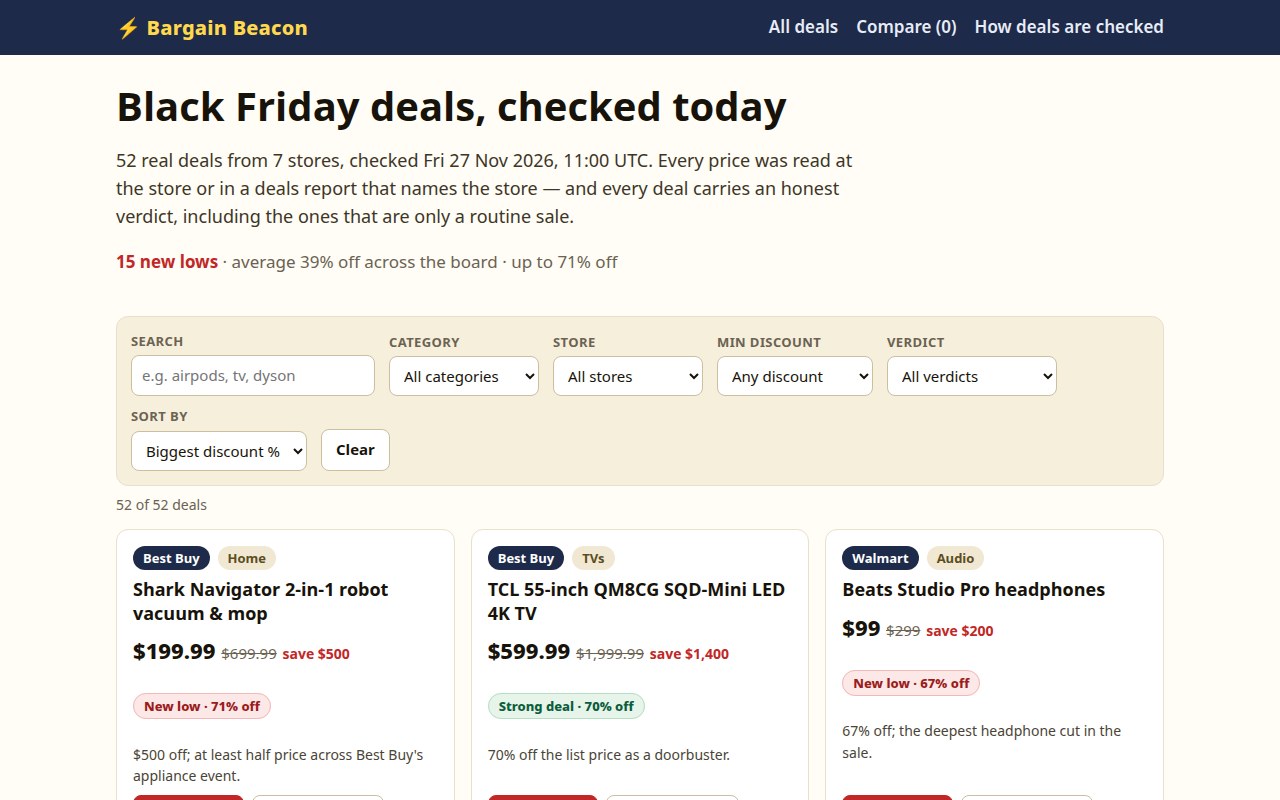 ⚡ Bargain Beacon
All deals Compare (0) How deals are checked
Black Friday deals, checked today
52 real deals from 7 stores, checked Fri 27 Nov 2026, 11:00 UTC. Every price was read at
the store or in a deals report that names the store — and every deal carries an honest
verdict, including the ones that are only a routine sale.
15 new lows · average 39% off across the board · up to 71% off
SEARCH
e.g. airpods, tv, dyson
CATEGORY
All categories
STORE
All stores
MIN DISCOUNT
Any discount
VERDICT
All verdicts
SORT BY
Biggest discount %
Clear
52 of 52 deals
Best Buy Home
Shark Navigator 2-in-1 robot
vacuum & mop
$199.99 $699.99 save $500
New low · 71% off
$500 off; at least half price across Best Buy's
appliance event.
Best Buy TVs
TCL 55-inch QM8CG SQD-Mini LED
4K TV
$599.99 $1,999.99 save $1,400
Strong deal · 70% off
70% off the list price as a doorbuster.
Walmart Audio
Beats Studio Pro headphones
$99 $299 save $200
New low · 67% off
67% off; the deepest headphone cut in the
sale.